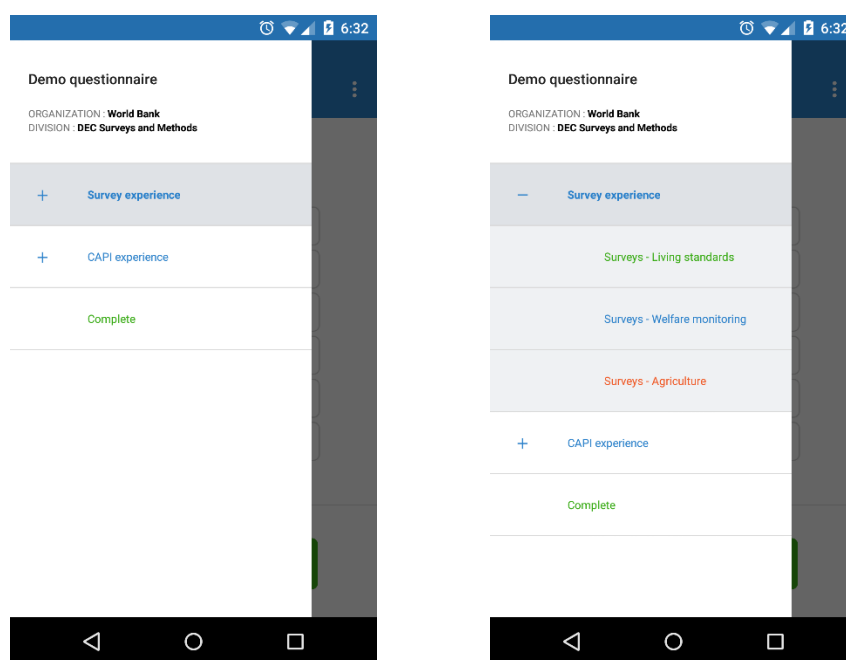 6:32
Demo questionnaire
ORGANIZATION : World Bank
DIVISION : DEC Surveys and Methods
+ Survey experience
+ CAPI experience
Complete
6:32
Demo questionnaire
ORGANIZATION : World Bank
DIVISION : DEC Surveys and Methods
− Survey experience
Surveys - Living standards
Surveys - Welfare monitoring
Surveys - Agriculture
+ CAPI experience
Complete